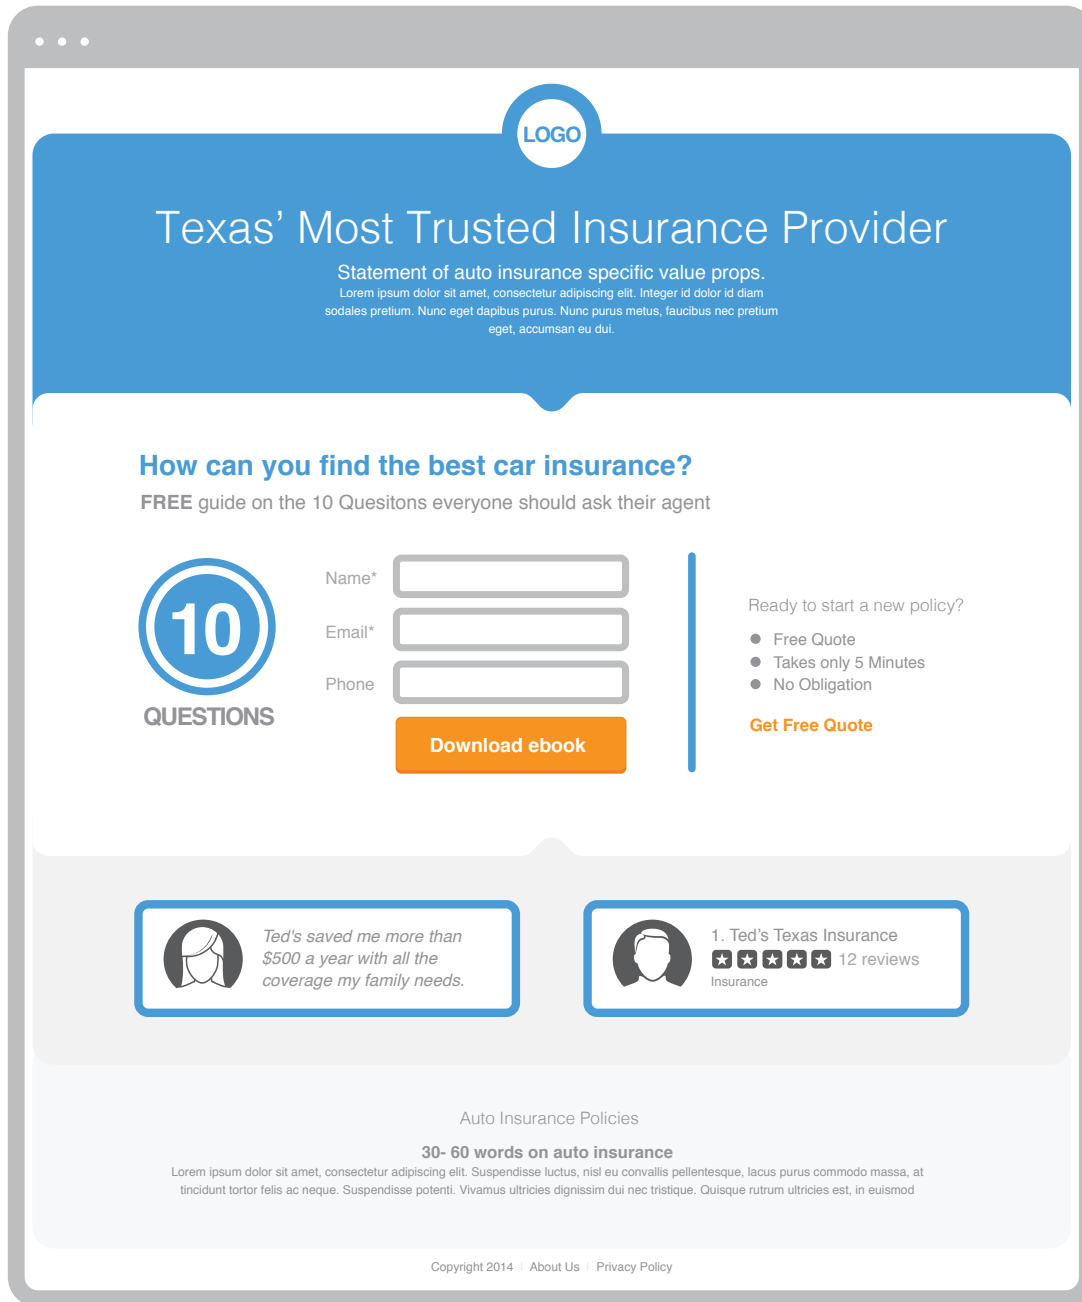 LOGO
Texas' Most Trusted Insurance Provider
Statement of auto insurance specific value props.
Lorem ipsum dolor sit amet, consectetur adipiscing elit. Integer id dolor id diam
sodales pretium. Nunc eget dapibus purus. Nunc purus metus, faucibus nec pretium
eget, accumsan eu dui.
How can you find the best car insurance?
FREE guide on the 10 Quesitons everyone should ask their agent
10
QUESTIONS
Name*
Email*
Phone
Download ebook
Ready to start a new policy?
Free Quote
Takes only 5 Minutes
No Obligation
Get Free Quote
Ted's saved me more than
$500 a year with all the
coverage my family needs.
1. Ted's Texas Insurance
12 reviews
Insurance
Auto Insurance Policies
30- 60 words on auto insurance
Lorem ipsum dolor sit amet, consectetur adipiscing elit. Suspendisse luctus, nisl eu convallis pellentesque, lacus purus commodo massa, at
tincidunt tortor felis ac neque. Suspendisse potenti. Vivamus ultricies dignissim dui nec tristique. Quisque rutrum ultricies est, in euismod
Copyright 2014 | About Us | Privacy Policy